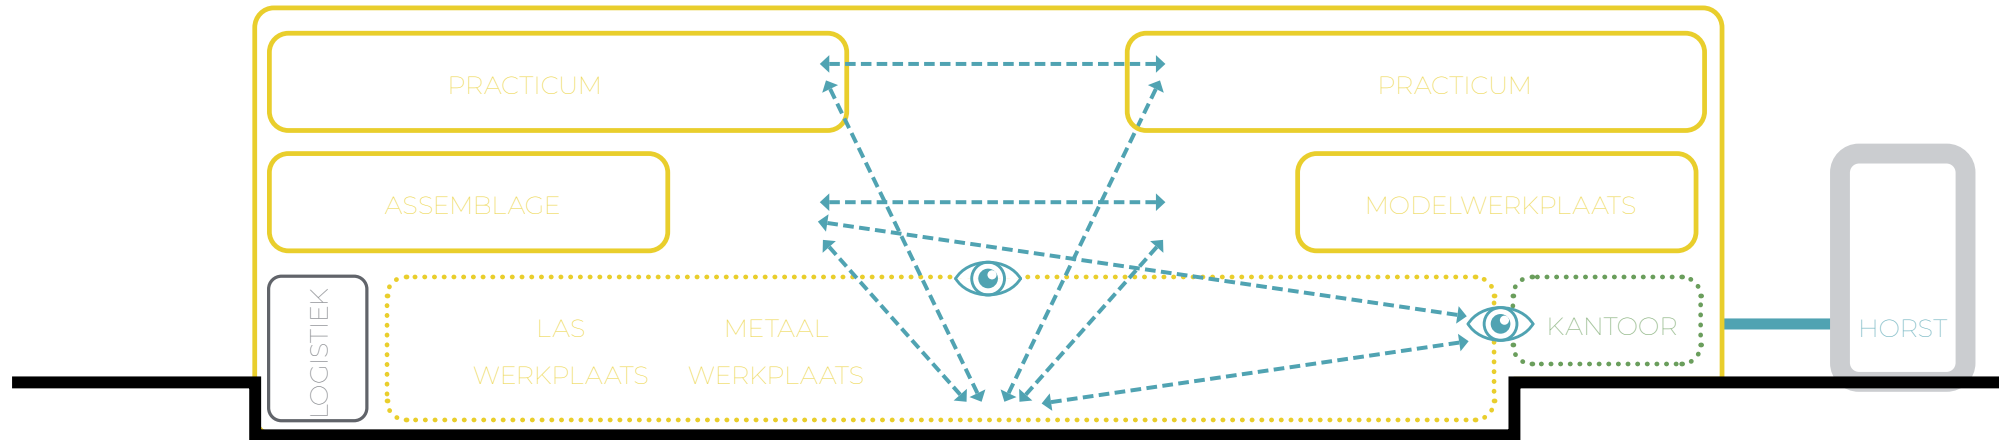 PRACTICUM
PRACTICUM
ASSEMBLAGE
MODELWERKPLAATS
LOGISTIEK
LAS
WERKPLAATS
METAAL
WERKPLAATS
KANTOOR
HORST